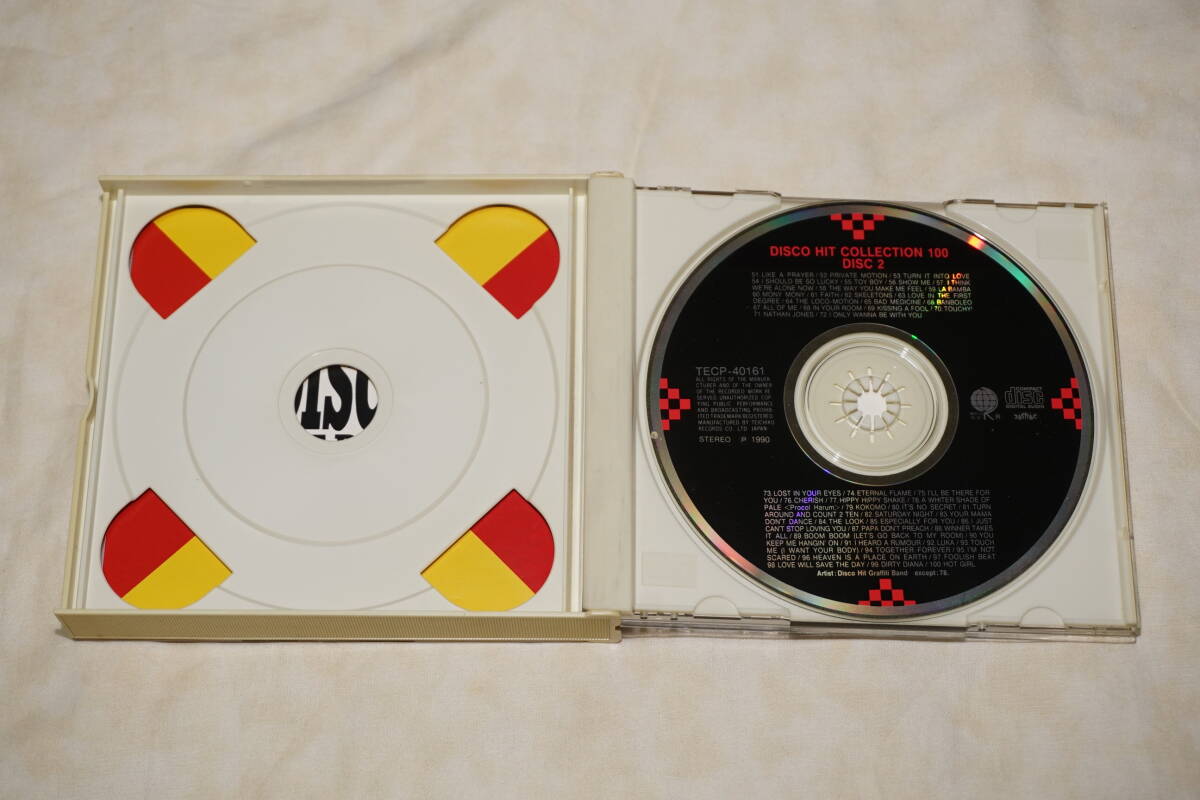 DISCO HIT COLLECTION 100
DISC 2
51 LIKE A PRAYER / 52 PRIVATE MOTION / 53 TURN IT INTO LOVE
54 I SHOULD BE SO LUCKY / 55 TOY BOY / 56 SHOW ME / 57 I THINK
WE'RE ALONE NOW / 58 THE WAY YOU MAKE ME FEEL / 59 LA BAMBA
60 MONY MONY / 61 FAITH / 62 SKELETONS / 63 LOVE IN THE FIRST
DEGREE / 64 THE LOCO-MOTION / 65 BAD MEDICINE / 66 BAMBOLEO
67 ALL OF ME / 68 IN YOUR ROOM / 69 KISSING A FOOL / 70 TOUCHY!
71 NATHAN JONES / 72 I ONLY WANNA BE WITH YOU
TECP-40161
ALL RIGHTS OF THE MANUFA-
CTURER AND OF THE OWNER
OF THE RECORDED WORK RE-
SERVED UNAUTHORIZED COP-
YING PUBLIC PERFORMANCE
AND BROADCASTING PROHIB-
ITED TRADEMARK REGISTERED
MANUFACTURED BY TEICHIKU
RECORDS CO., LTD. JAPAN
STEREO Ⓟ 1990
COMPACT
disc
DIGITAL AUDIO
73 LOST IN YOUR EYES / 74 ETERNAL FLAME / 75 I'LL BE THERE FOR
YOU / 76 CHERISH / 77 HIPPY HIPPY SHAKE / 78 A WHITER SHADE OF
PALE <Procol Harum> / 79 KOKOMO / 80 IT'S NO SECRET / 81 TURN
AROUND AND COUNT 2 TEN / 82 SATURDAY NIGHT / 83 YOUR MAMA
DON'T DANCE / 84 THE LOOK / 85 ESPECIALLY FOR YOU / 86 I JUST
CAN'T STOP LOVING YOU / 87 PAPA DON'T PREACH / 88 WINNER TAKES
IT ALL / 89 BOOM BOOM (LET'S GO BACK TO MY ROOM) / 90 YOU
KEEP ME HANGIN' ON / 91 I HEARD A RUMOUR / 92 LUKA / 93 TOUCH
ME (I WANT YOUR BODY) / 94 TOGETHER FOREVER / 95 I'M NOT
SCARED / 96 HEAVEN IS A PLACE ON EARTH / 97 FOOLISH BEAT
98 LOVE WILL SAVE THE DAY / 99 DIRTY DIANA / 100 HOT GIRL
Artist : Disco Hit Graffiti Band except : 78.